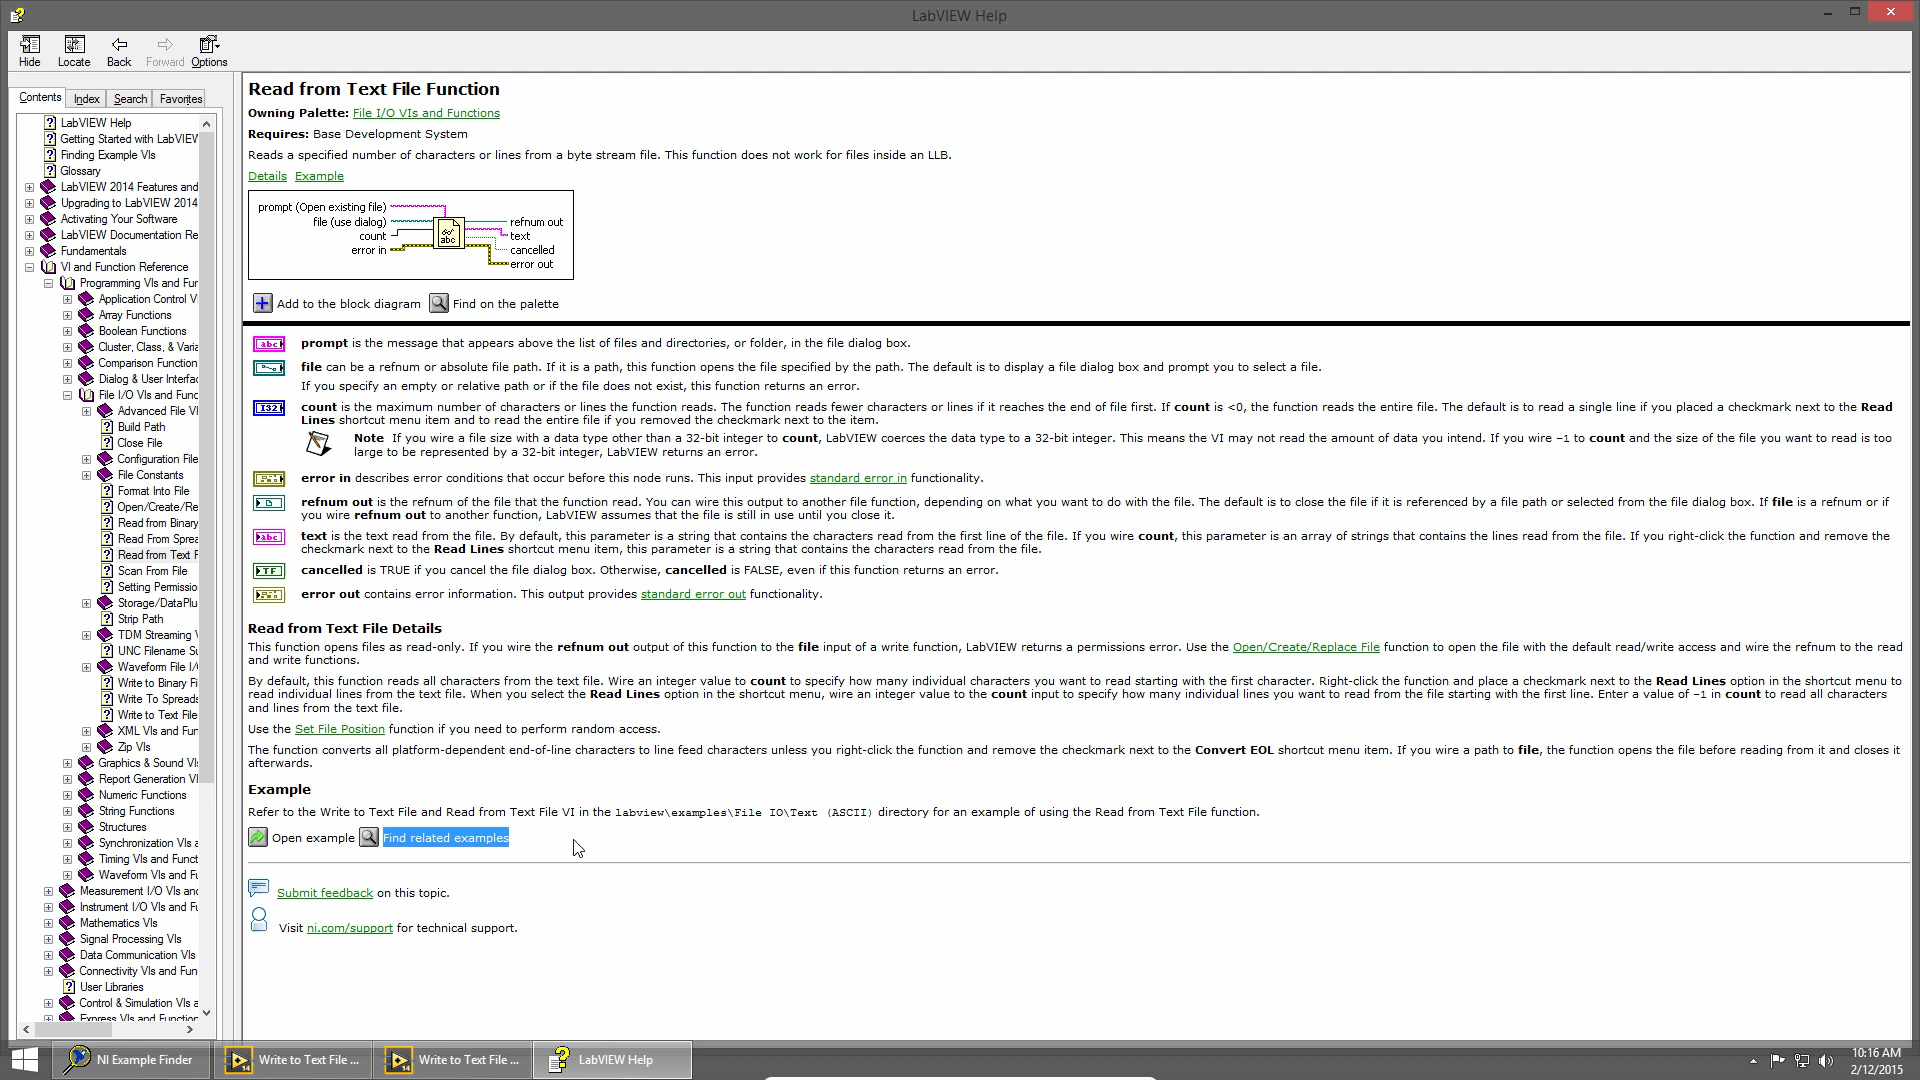 LabVIEW Help
Hide Locate Back Forward Options
Contents Index Search Favorites
LabVIEW Help
Getting Started with LabVIEW
Finding Example VIs
Glossary
LabVIEW 2014 Features and
Upgrading to LabVIEW 2014
Activating Your Software
LabVIEW Documentation Re
Fundamentals
VI and Function Reference
Programming VIs and Fur
Application Control V
Array Functions
Boolean Functions
Cluster, Class, & Varia
Comparison Function
Dialog & User Interfac
File I/O VIs and Func
Advanced File VI
Build Path
Close File
Configuration File
File Constants
Format Into File
Open/Create/Re
Read from Binary
Read From Sprea
Read from Text F
Scan From File
Setting Permissio
Storage/DataPlu
Strip Path
TDM Streaming V
UNC Filename Su
Waveform File I/
Write to Binary Fi
Write To Spreads
Write to Text File
XML VIs and Fur
Zip VIs
Graphics & Sound VIs
Report Generation VI
Numeric Functions
String Functions
Structures
Synchronization VIs a
Timing VIs and Funct
Waveform VIs and Fu
Measurement I/O VIs and
Instrument I/O VIs and Fu
Mathematics VIs
Signal Processing VIs
Data Communication VIs
Connectivity VIs and Fun
User Libraries
Control & Simulation VIs a
Express VIs and Function
Read from Text File Function
Owning Palette: File I/O VIs and Functions
Requires: Base Development System
Reads a specified number of characters or lines from a byte stream file. This function does not work for files inside an LLB.
Details Example
prompt (Open existing file)
file (use dialog) refnum out
count abc text
error in cancelled
error out
Add to the block diagram Find on the palette
abc prompt is the message that appears above the list of files and directories, or folder, in the file dialog box.
file can be a refnum or absolute file path. If it is a path, this function opens the file specified by the path. The default is to display a file dialog box and prompt you to select a file.
If you specify an empty or relative path or if the file does not exist, this function returns an error.
I32 count is the maximum number of characters or lines the function reads. The function reads fewer characters or lines if it reaches the end of file first. If count is <0, the function reads the entire file. The default is to read a single line if you placed a checkmark next to the Read
Lines shortcut menu item and to read the entire file if you removed the checkmark next to the item.
Note If you wire a file size with a data type other than a 32-bit integer to count, LabVIEW coerces the data type to a 32-bit integer. This means the VI may not read the amount of data you intend. If you wire –1 to count and the size of the file you want to read is too
large to be represented by a 32-bit integer, LabVIEW returns an error.
error in describes error conditions that occur before this node runs. This input provides standard error in functionality.
refnum out is the refnum of the file that the function read. You can wire this output to another file function, depending on what you want to do with the file. The default is to close the file if it is referenced by a file path or selected from the file dialog box. If file is a refnum or if
you wire refnum out to another function, LabVIEW assumes that the file is still in use until you close it.
abc text is the text read from the file. By default, this parameter is a string that contains the characters read from the first line of the file. If you wire count, this parameter is an array of strings that contains the lines read from the file. If you right-click the function and remove the
checkmark next to the Read Lines shortcut menu item, this parameter is a string that contains the characters read from the file.
TF cancelled is TRUE if you cancel the file dialog box. Otherwise, cancelled is FALSE, even if this function returns an error.
error out contains error information. This output provides standard error out functionality.
Read from Text File Details
This function opens files as read-only. If you wire the refnum out output of this function to the file input of a write function, LabVIEW returns a permissions error. Use the Open/Create/Replace File function to open the file with the default read/write access and wire the refnum to the read
and write functions.
By default, this function reads all characters from the text file. Wire an integer value to count to specify how many individual characters you want to read starting with the first character. Right-click the function and place a checkmark next to the Read Lines option in the shortcut menu to
read individual lines from the text file. When you select the Read Lines option in the shortcut menu, wire an integer value to the count input to specify how many individual lines you want to read from the file starting with the first line. Enter a value of –1 in count to read all characters
and lines from the text file.
Use the Set File Position function if you need to perform random access.
The function converts all platform-dependent end-of-line characters to line feed characters unless you right-click the function and remove the checkmark next to the Convert EOL shortcut menu item. If you wire a path to file, the function opens the file before reading from it and closes it
afterwards.
Example
Refer to the Write to Text File and Read from Text File VI in the labview\examples\File IO\Text (ASCII) directory for an example of using the Read from Text File function.
Open example Find related examples
Submit feedback on this topic.
Visit ni.com/support for technical support.
NI Example Finder
14 Write to Text File ...
14 Write to Text File ...
LabVIEW Help
10:16 AM
2/12/2015